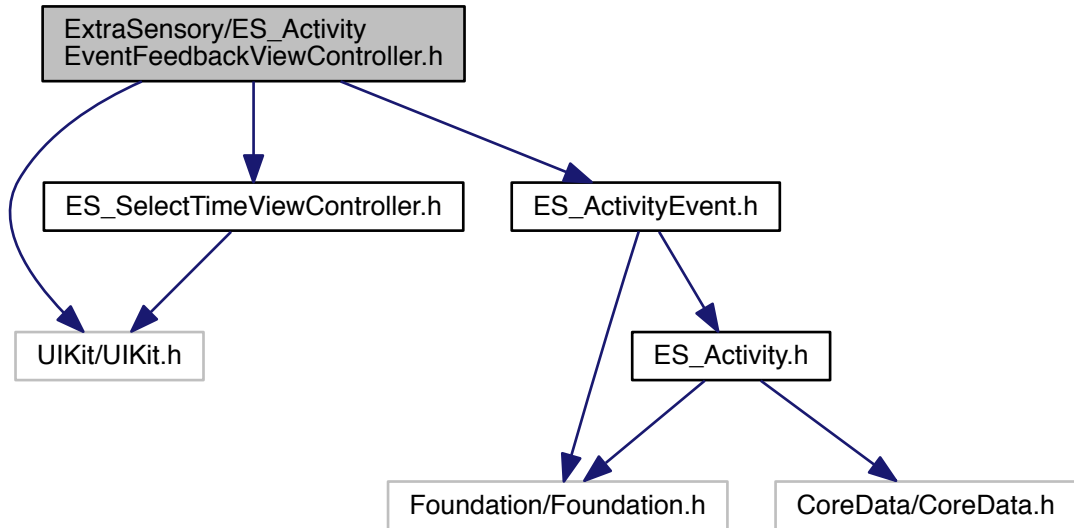 ExtraSensory/ES_Activity
EventFeedbackViewController.h
ES_SelectTimeViewController.h
ES_ActivityEvent.h
UIKit/UIKit.h
ES_Activity.h
Foundation/Foundation.h
CoreData/CoreData.h